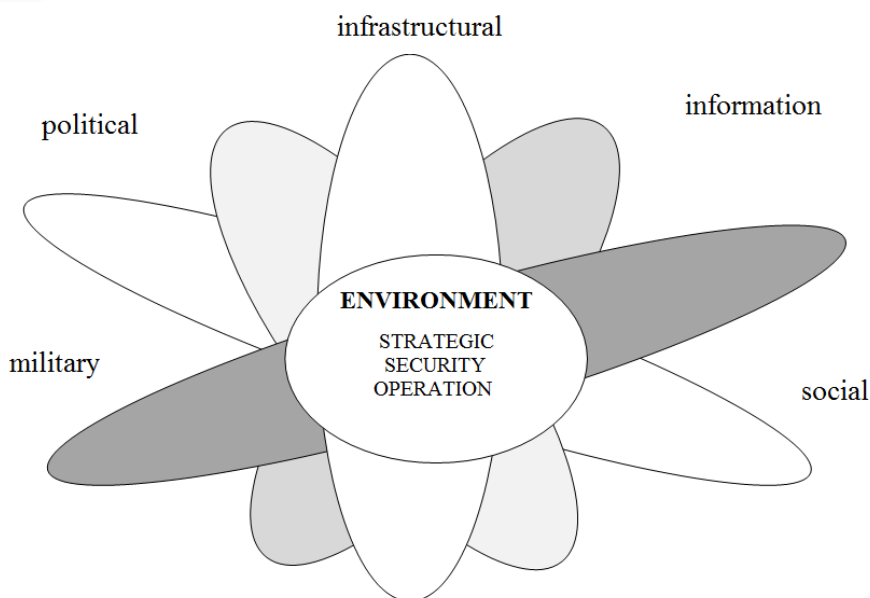 infrastructural
information
political
ENVIRONMENT
STRATEGIC
SECURITY
OPERATION
military
social